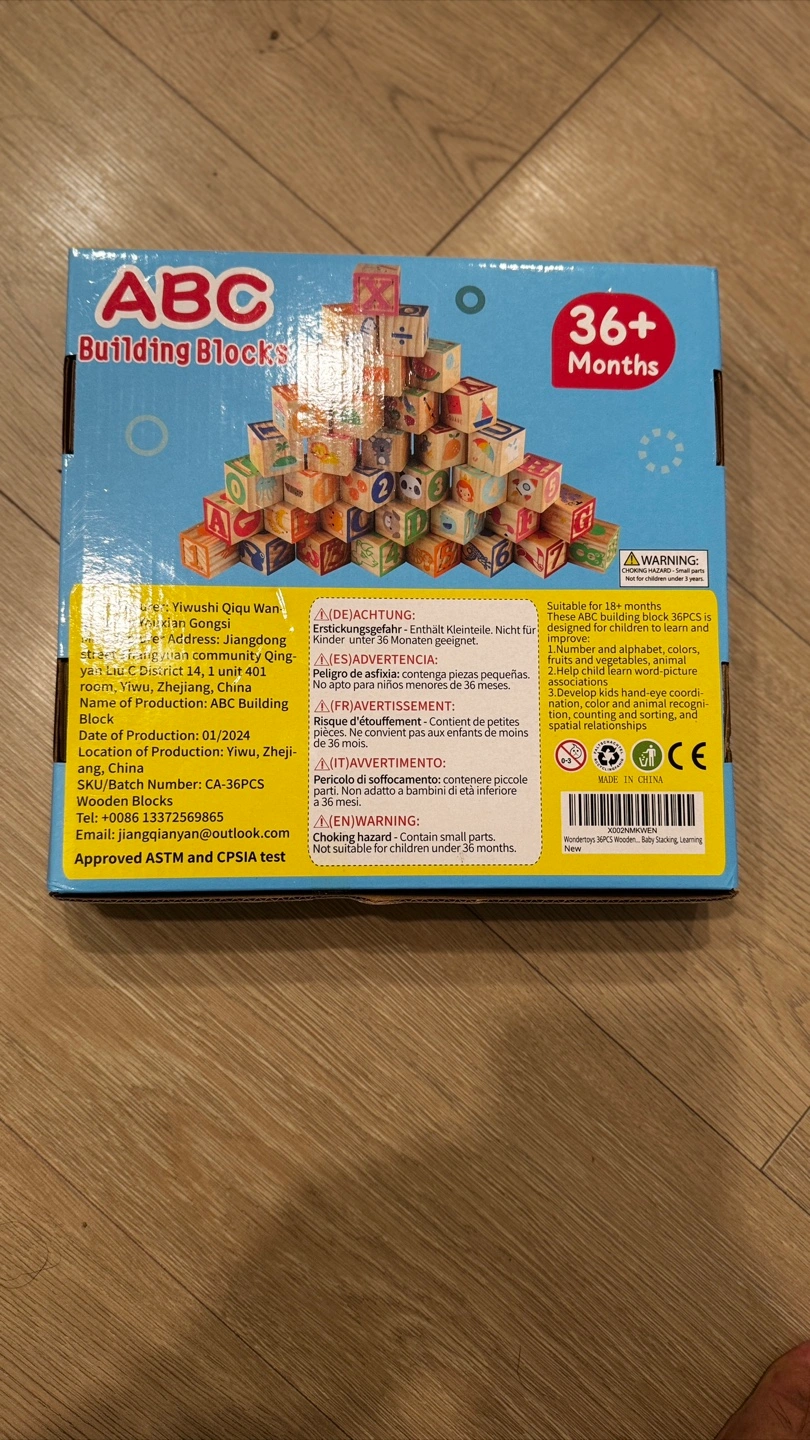 ABC
Building Blocks
36+
Months
WARNING:
CHOKING HAZARD - Small parts
Not for children under 3 years.
Yiwushi Qiqu Wan-
Youxian Gongsi
Address: Jiangdong
street community Qing-
yan Liu C District 14, 1 unit 401
room, Yiwu, Zhejiang, China
Name of Production: ABC Building
Block
Date of Production: 01/2024
Location of Production: Yiwu, Zheji-
ang, China
SKU/Batch Number: CA-36PCS
Wooden Blocks
Tel: +0086 13372569865
Email: jiangqianyan@outlook.com
Approved ASTM and CPSIA test
(DE)ACHTUNG:
Erstickungsgefahr - Enthält Kleinteile. Nicht für
Kinder unter 36 Monaten geeignet.
(ES)ADVERTENCIA:
Peligro de asfixia: contenga piezas pequeñas.
No apto para niños menores de 36 meses.
(FR)AVERTISSEMENT:
Risque d'étouffement - Contient de petites
pièces. Ne convient pas aux enfants de moins
de 36 mois.
(IT)AVVERTIMENTO:
Pericolo di soffocamento: contenere piccole
parti. Non adatto a bambini di età inferiore
a 36 mesi.
(EN)WARNING:
Choking hazard - Contain small parts.
Not suitable for children under 36 months.
Suitable for 18+ months
These ABC building block 36PCS is
designed for children to learn and
improve:
1.Number and alphabet, colors,
fruits and vegetables, animal
2.Help child learn word-picture
associations
3.Develop kids hand-eye coordi-
nation, color and animal recogni-
tion, counting and sorting, and
spatial relationships
0-3
CE
MADE IN CHINA
X002NMKWEN
Wondertoys 36PCS Wooden... Baby Stacking, Learning
New